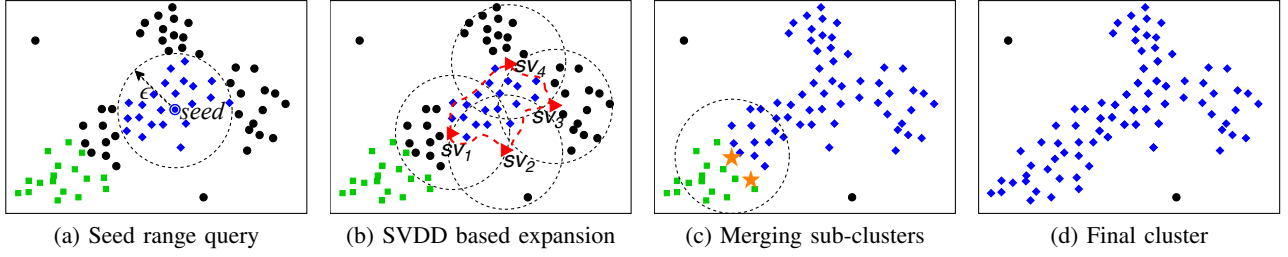 ϵ
seed
sv1
sv2
sv3
sv4
(a) Seed range query
(b) SVDD based expansion
(c) Merging sub-clusters
(d) Final cluster